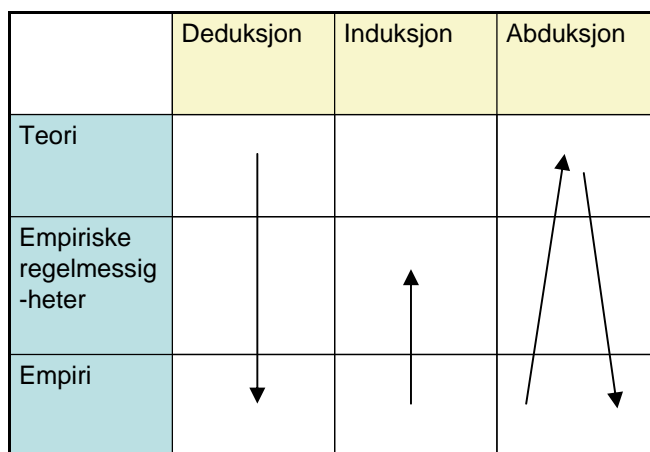 Deduksjon
Induksjon
Abduksjon
Teori
Empiriske
regelmessig
-heter
Empiri